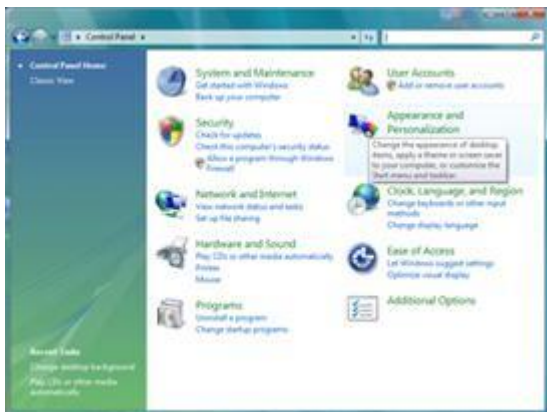 Control Panel
Control Panel Home
Classic View
System and Maintenance
Get started with Windows
Back up your computer
Security
Check for updates
Check this computer's security status
Allow a program through Windows
Firewall
Network and Internet
View network status and tasks
Set up file sharing
Hardware and Sound
Play CDs or other media automatically
Printer
Mouse
Programs
Uninstall a program
Change startup programs
User Accounts
Add or remove user accounts
Appearance and
Personalization
Change the appearance of desktop
items, apply a theme or screen saver
to your computer, or customize the
Start menu and taskbar.
Clock, Language, and Region
Change keyboards or other input
methods
Change display language
Ease of Access
Let Windows suggest settings
Optimize visual display
Additional Options
Recent Tasks
Change desktop background
Play CDs or other media
automatically